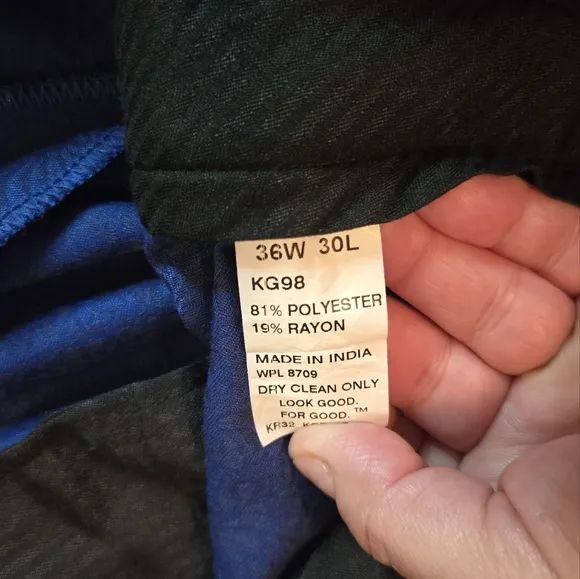 36W 30L
KG98
81% POLYESTER
19% RAYON
MADE IN INDIA
WPL 8709
DRY CLEAN ONLY
LOOK GOOD.
FOR GOOD.™